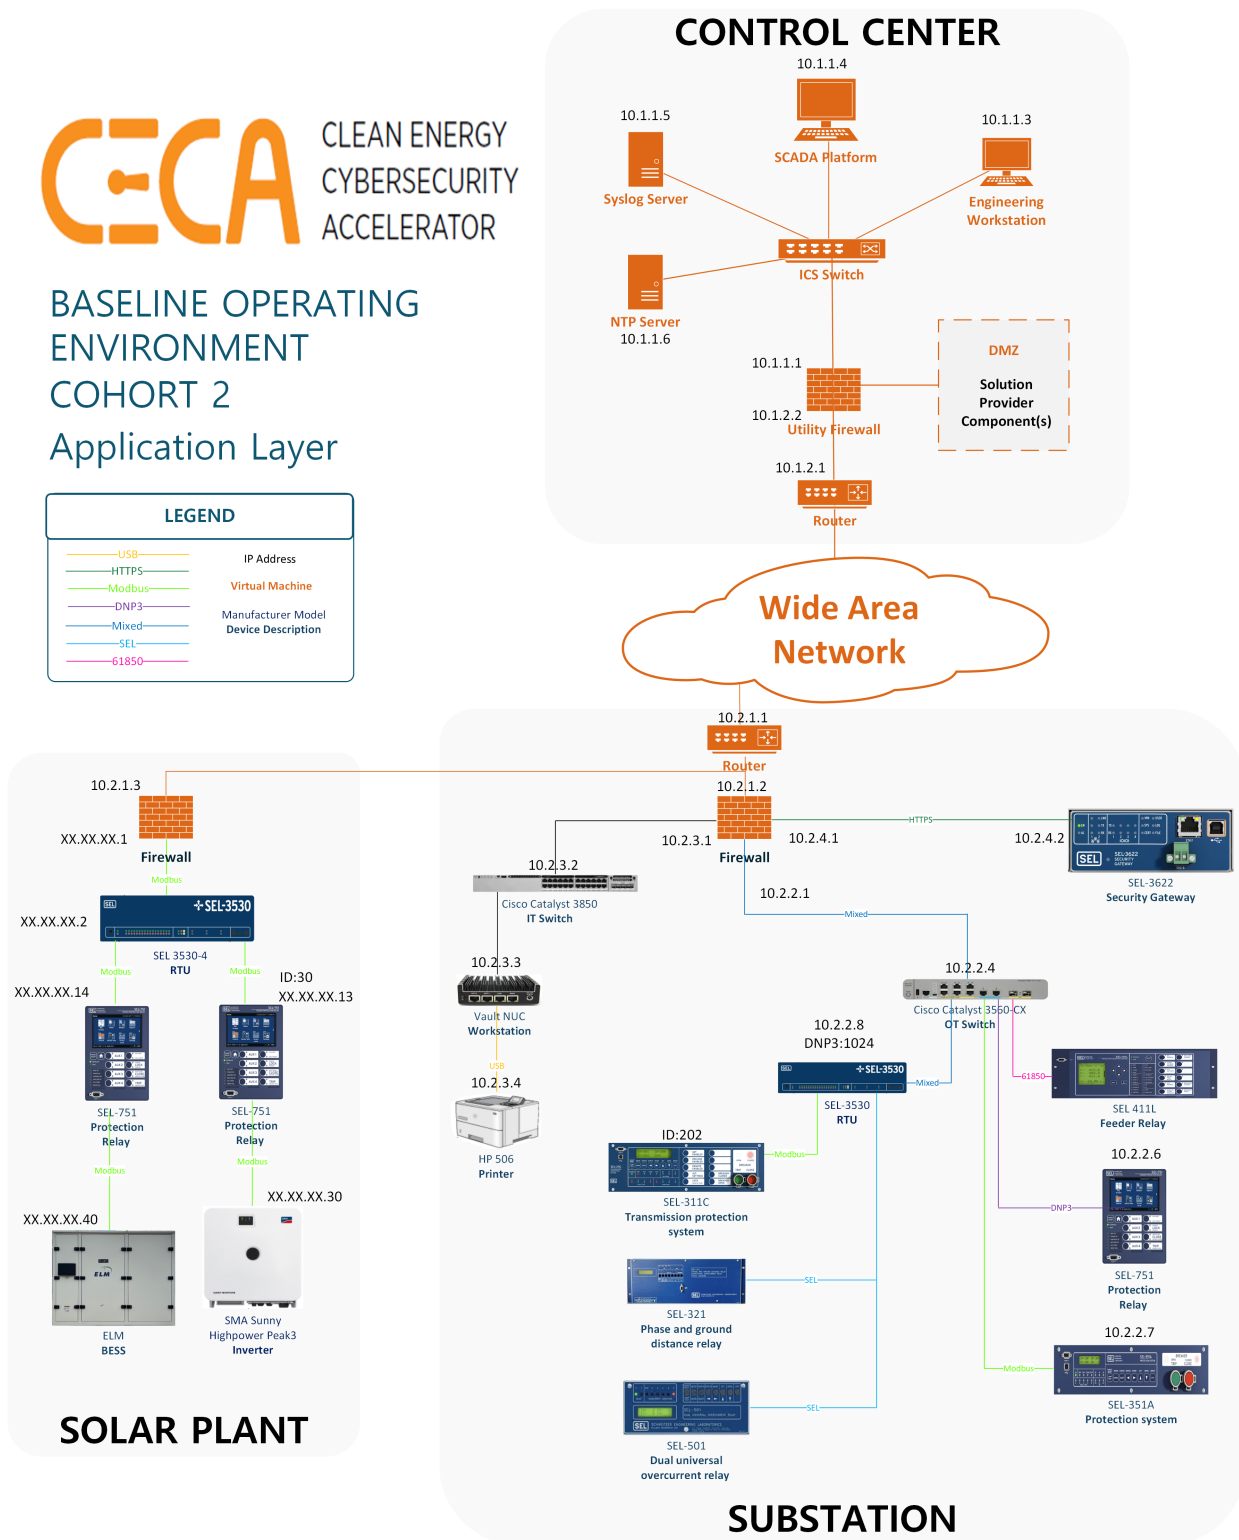 CONTROL CENTER
10.1.1.4
10.1.1.5
10.1.1.3
SCADA Platform
Syslog Server
Engineering
Workstation
ICS Switch
NTP Server
10.1.1.6
10.1.1.1
DMZ
Solution
Provider
Component(s)
10.1.2.2
Utility Firewall
10.1.2.1
Router
CECA
CLEAN ENERGY
CYBERSECURITY
ACCELERATOR
BASELINE OPERATING
ENVIRONMENT
COHORT 2
Application Layer
LEGEND
USB
HTTPS
Modbus
DNP3
Mixed
SEL
61850
IP Address
Virtual Machine
Manufacturer Model
Device Description
Wide Area
Network
10.2.1.1
Router
10.2.1.3
XX.XX.XX.1
Firewall
Modbus
SEL
SEL-3530
XX.XX.XX.2
SEL 3530-4
RTU
Modbus
Modbus
ID:30
XX.XX.XX.14
XX.XX.XX.13
SEL-751
Protection
Relay
SEL-751
Protection
Relay
Modbus
Modbus
XX.XX.XX.40
XX.XX.XX.30
ELM
ELM
BESS
SMA Sunny
Highpower Peak3
Inverter
SOLAR PLANT
10.2.1.2
10.2.3.1
Firewall
10.2.4.1
HTTPS
10.2.4.2
SEL
SEL-3622
SECURITY
GATEWAY
SEL-3622
Security Gateway
10.2.3.2
Cisco Catalyst 3850
IT Switch
10.2.2.1
Mixed
10.2.3.3
Vault NUC
Workstation
USB
10.2.3.4
HP 506
Printer
10.2.2.4
Cisco Catalyst 3560-CX
OT Switch
10.2.2.8
DNP3:1024
SEL
SEL-3530
Mixed
SEL-3530
RTU
61850
SEL 411L
Feeder Relay
ID:202
Modbus
SEL-311C
Transmission protection
system
10.2.2.6
DNP3
SEL-751
Protection
Relay
SEL
SEL-321
Phase and ground
distance relay
10.2.2.7
Modbus
SEL-351A
Protection system
SEL-501
SEL
SEL
SEL-501
Dual universal
overcurrent relay
SUBSTATION